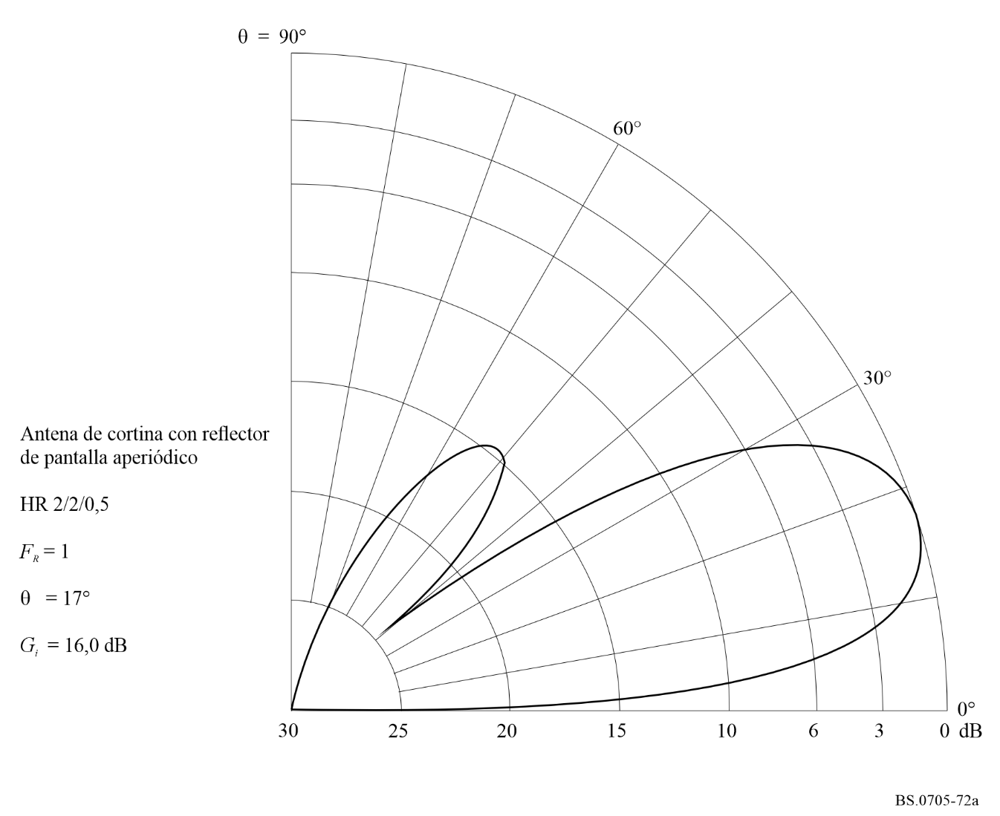 θ = 90°
60°
30°
Antena de cortina con reflector
de pantalla aperiódico
HR 2/2/0,5
F_R = 1
θ = 17°
G_i = 16,0 dB
0°
30 25 20 15 10 6 3 0 dB
BS.0705-72a